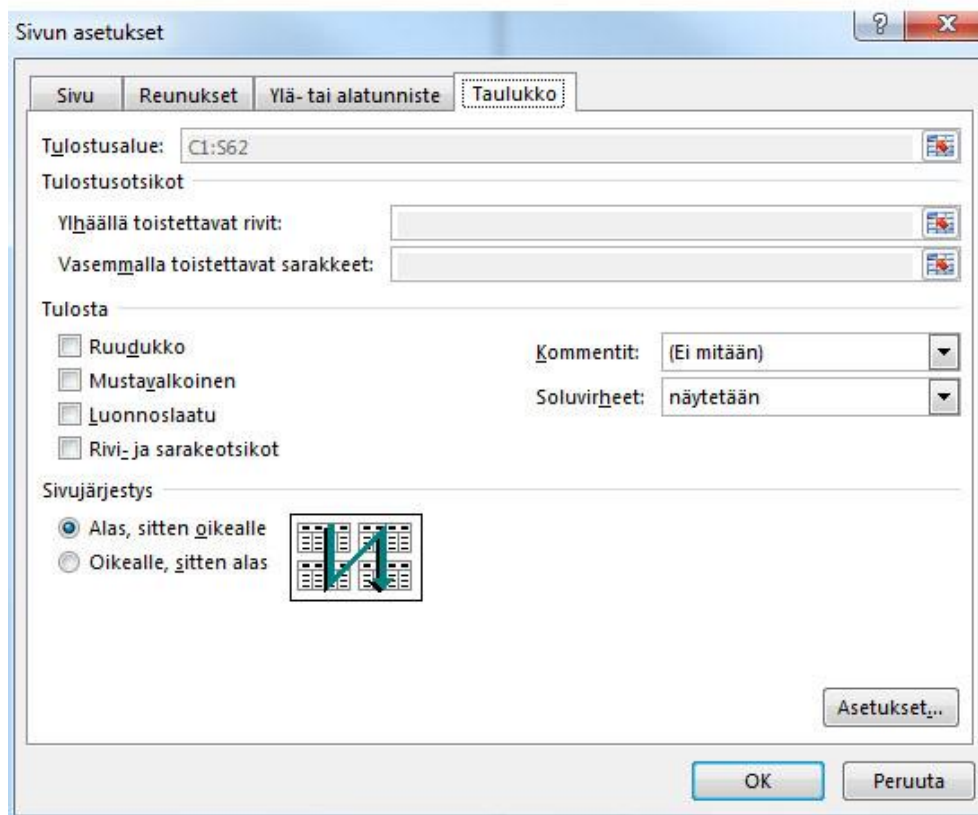 Sivun asetukset
Sivu Reunukset Ylä- tai alatunniste Taulukko
Tulostusalue: C1:S62
Tulostusotsikot
Ylhäällä toistettavat rivit:
Vasemmalla toistettavat sarakkeet:
Tulosta
Ruudukko
Kommentit: (Ei mitään)
Mustavalkoinen
Soluvirheet: näytetään
Luonnoslaatu
Rivi- ja sarakeotsikot
Sivujärjestys
Alas, sitten oikealle
Oikealle, sitten alas
Asetukset...
OK Peruuta